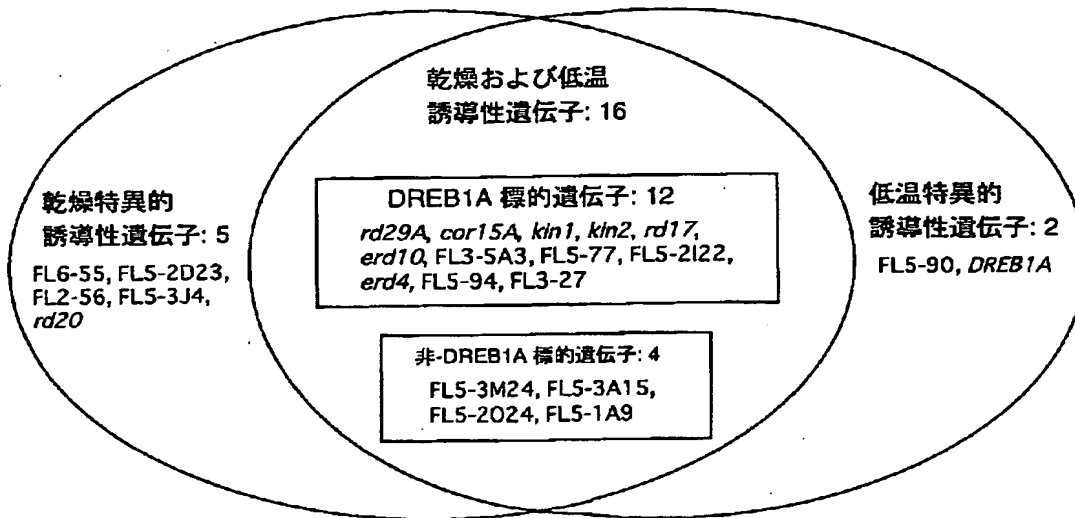 乾燥および低温
誘導性遺伝子: 16
乾燥特異的
誘導性遺伝子: 5
FL6-55, FL5-2D23,
FL2-56, FL5-3J4,
rd20
DREB1A 標的遺伝子: 12
rd29A, cor15A, kin1, kin2, rd17,
erd10, FL3-5A3, FL5-77, FL5-2I22,
erd4, FL5-94, FL3-27
非-DREB1A 標的遺伝子: 4
FL5-3M24, FL5-3A15,
FL5-2O24, FL5-1A9
低温特異的
誘導性遺伝子: 2
FL5-90, DREB1A